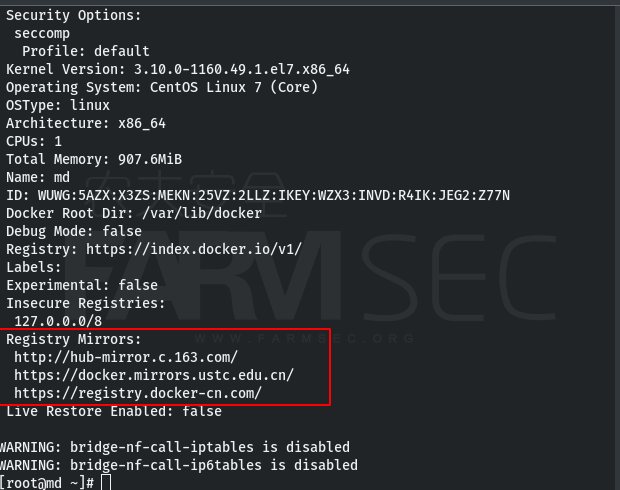 Security Options:
seccomp
Profile: default
Kernel Version: 3.10.0-1160.49.1.el7.x86_64
Operating System: CentOS Linux 7 (Core)
OSType: linux
Architecture: x86_64
CPUs: 1
Total Memory: 907.6MiB
Name: md
ID: WUWG:5AZX:X3ZS:MEKN:25VZ:2LLZ:IKEY:WZX3:INVD:R4IK:JEG2:Z77N
Docker Root Dir: /var/lib/docker
Debug Mode: false
Registry: https://index.docker.io/v1/
Labels:
Experimental: false
Insecure Registries:
127.0.0.0/8
Registry Mirrors:
http://hub-mirror.c.163.com/
https://docker.mirrors.ustc.edu.cn/
https://registry.docker-cn.com/
Live Restore Enabled: false
WARNING: bridge-nf-call-iptables is disabled
WARNING: bridge-nf-call-ip6tables is disabled
[root@md ~]#
农夫安全
FARMSEC
WWW.FARMSEC.ORG